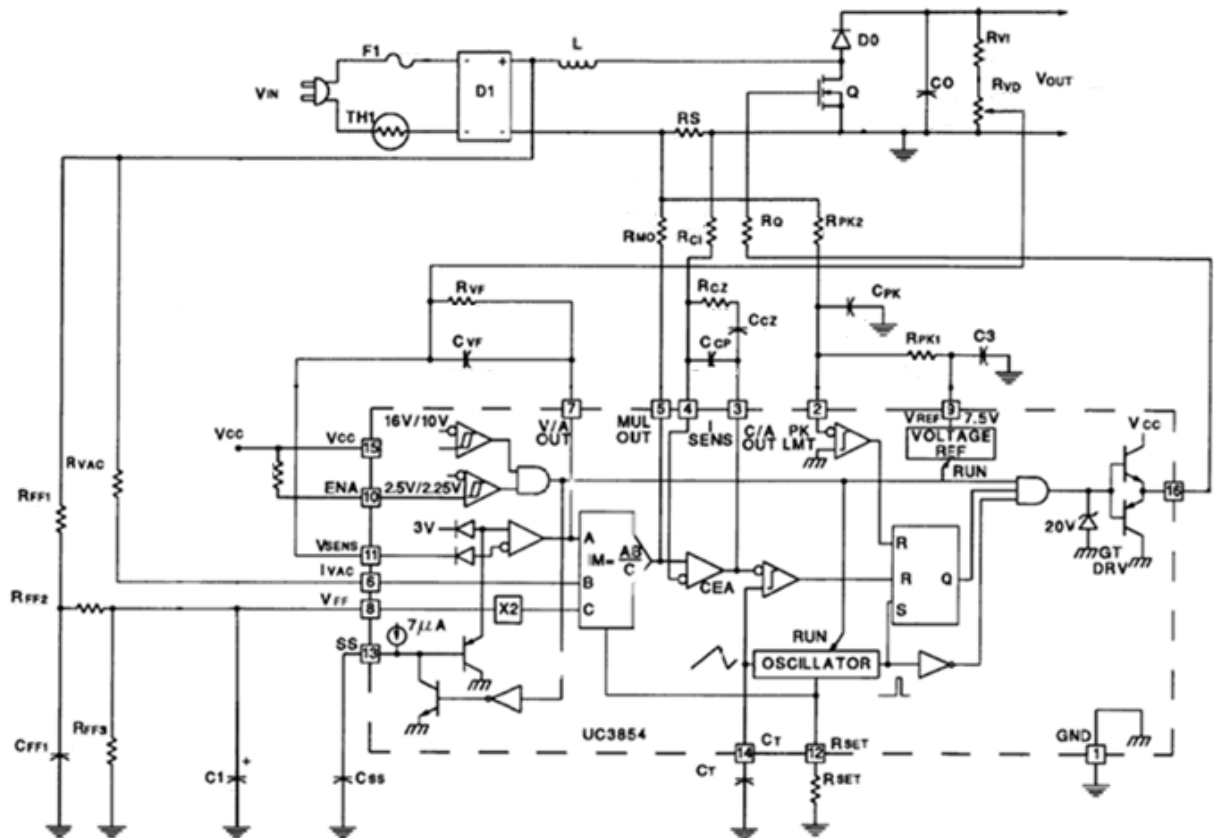 F1
L
D0
RVI
VIN
D1
Q
CO
RVD
VOUT
TH1
RS
RMO
RCI
RQ
RPK2
RVF
RCZ
CPK
CCZ
CVF
CCP
RPK1
C3
7
5
4
3
2
9
V/A OUT
MUL OUT
I SENS
C/A OUT
PK LMT
VREF
7.5V
VOLTAGE REF
RUN
VCC
VCC
15
16V/10V
VCC
RVAC
ENA
10
2.5V/2.25V
16
RFF1
3V
20V
GT DRV
VSENS
11
A
IM=AB/C
B
C
CEA
R
R
Q
S
IVAC
6
RFF2
VFF
8
X2
7μA
SS
13
RUN
OSCILLATOR
RFF3
UC3854
GND
1
CFF1
C1
+
CSS
14
CT
12
RSET
CT
RSET